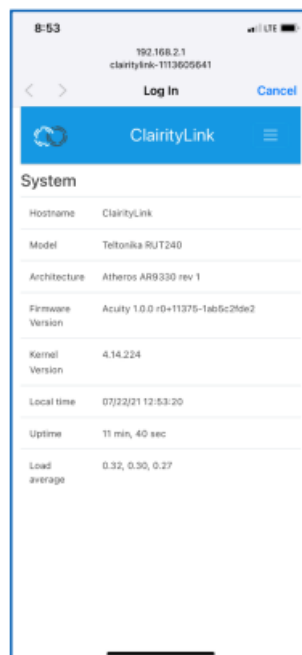 8:53
LTE
192.168.2.1
clairitylink-1113605641
Log In
Cancel
ClairityLink
System
Hostname ClairityLink
Model Teltonika RUT240
Architecture Atheros AR9330 rev 1
Firmware Acuity 1.0.0 r0+11375-1ab5c2fde2
Version
Kernel 4.14.224
Version
Local time 07/22/21 12:53:20
Uptime 11 min, 40 sec
Load 0.32, 0.30, 0.27
average